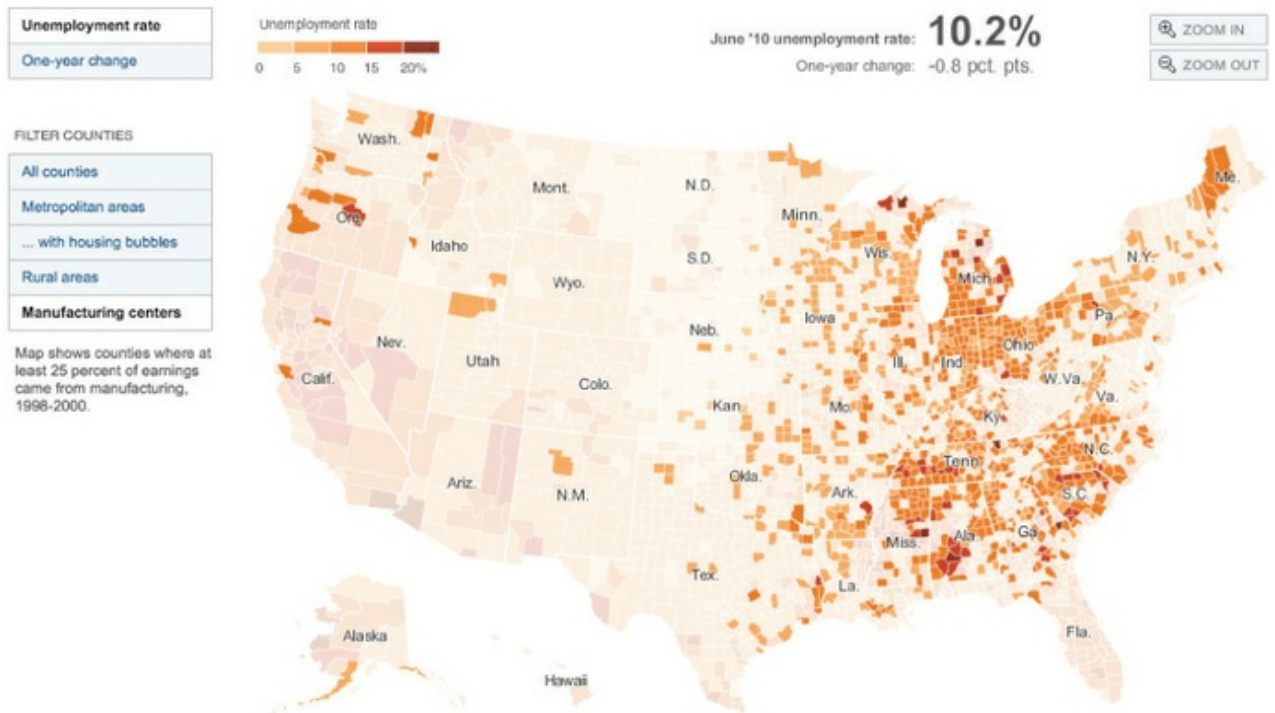 Unemployment rate
One-year change
Unemployment rate
0 5 10 15 20%
June '10 unemployment rate: 10.2%
One-year change: -0.8 pct. pts.
ZOOM IN
ZOOM OUT
FILTER COUNTIES
All counties
Metropolitan areas
... with housing bubbles
Rural areas
Manufacturing centers
Map shows counties where at
least 25 percent of earnings
came from manufacturing,
1998-2000.
Wash.
Mont.
N.D.
Minn.
Me.
Ore.
Idaho
S.D.
Wis.
Mich.
N.Y.
Wyo.
Neb.
Iowa
Pa.
Nev.
Utah
Colo.
Ill.
Ind.
Ohio
W.Va.
Va.
Calif.
Kan.
Mo.
Ky.
Ariz.
N.M.
Okla.
Ark.
Tenn.
N.C.
S.C.
Tex.
La.
Miss.
Ala.
Ga.
Fla.
Alaska
Hawaii